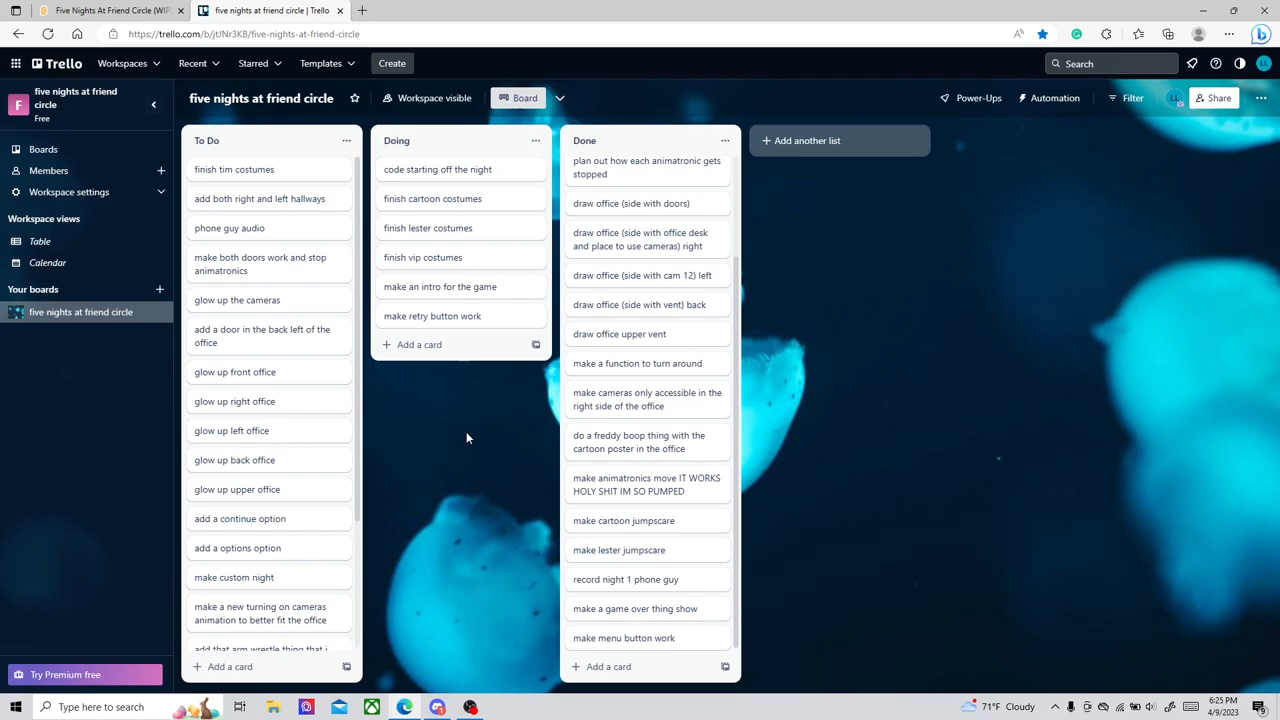 Five Nights At Friend Circle (WIP)
five nights at friend circle | Trello
https://trello.com/b/jtJNr3KB/five-nights-at-friend-circle
Trello
Workspaces
Recent
Starred
Templates
Create
Search
LL
F
five nights at friend circle
Free
five nights at friend circle
Workspace visible
Board
Power-Ups
Automation
Filter
LL
Share
Boards
Members
Workspace settings
Workspace views
Table
Calendar
Your boards
five nights at friend circle
Try Premium free
To Do
finish tim costumes
add both right and left hallways
phone guy audio
make both doors work and stop
animatronics
glow up the cameras
add a door in the back left of the
office
glow up front office
glow up right office
glow up left office
glow up back office
glow up upper office
add a continue option
add a options option
make custom night
make a new turning on cameras
animation to better fit the office
add that arm wrestle thing that i
Add a card
Doing
code starting off the night
finish cartoon costumes
finish lester costumes
finish vip costumes
make an intro for the game
make retry button work
Add a card
Done
plan out how each animatronic gets
stopped
draw office (side with doors)
draw office (side with office desk
and place to use cameras) right
draw office (side with cam 12) left
draw office (side with vent) back
draw office upper vent
make a function to turn around
make cameras only accessible in the
right side of the office
do a freddy boop thing with the
cartoon poster in the office
make animatronics move IT WORKS
HOLY SHIT IM SO PUMPED
make cartoon jumpscare
make lester jumpscare
record night 1 phone guy
make a game over thing show
make menu button work
Add a card
Add another list
Type here to search
71°F Cloudy
6:25 PM
4/9/2023